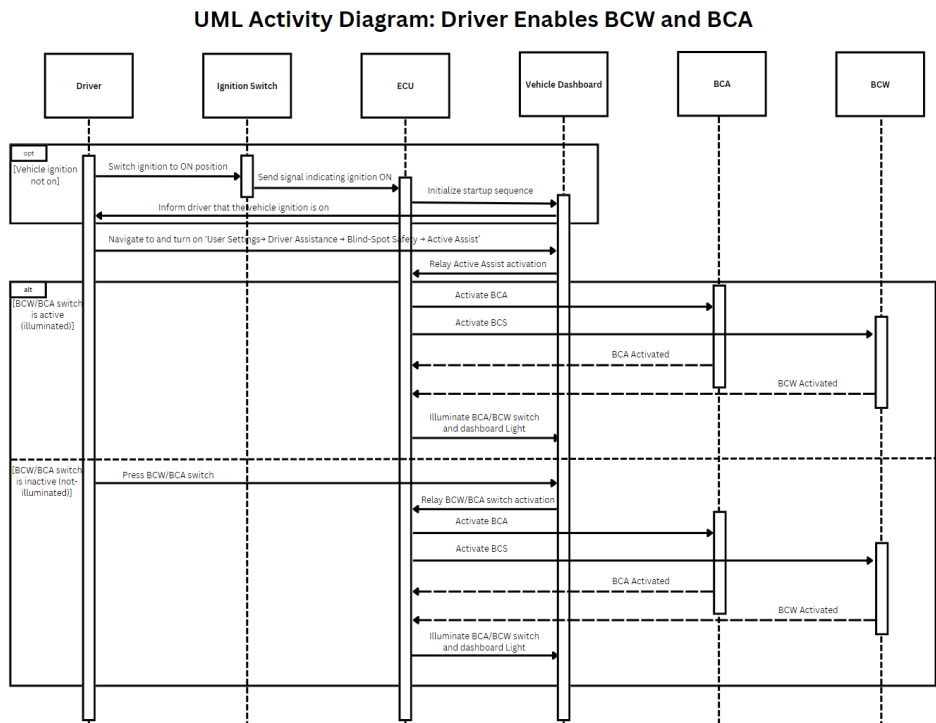 UML Activity Diagram: Driver Enables BCW and BCA
Driver
Ignition Switch
ECU
Vehicle Dashboard
BCA
BCW
opt
[Vehicle ignition
not on]
Switch ignition to ON position
Send signal indicating ignition ON
Initialize startup sequence
Inform driver that the vehicle ignition is on
Navigate to and turn on ‘User Settings→ Driver Assistance → Blind-Spot Safety → Active Assist’
Relay Active Assist activation
alt
[BCW/BCA switch
is active
(illuminated)]
Activate BCA
Activate BCS
BCA Activated
BCW Activated
Illuminate BCA/BCW switch
and dashboard Light
[BCW/BCA switch
is inactive (not-
illuminated)]
Press BCW/BCA switch
Relay BCW/BCA switch activation
Activate BCA
Activate BCS
BCA Activated
BCW Activated
Illuminate BCA/BCW switch
and dashboard Light